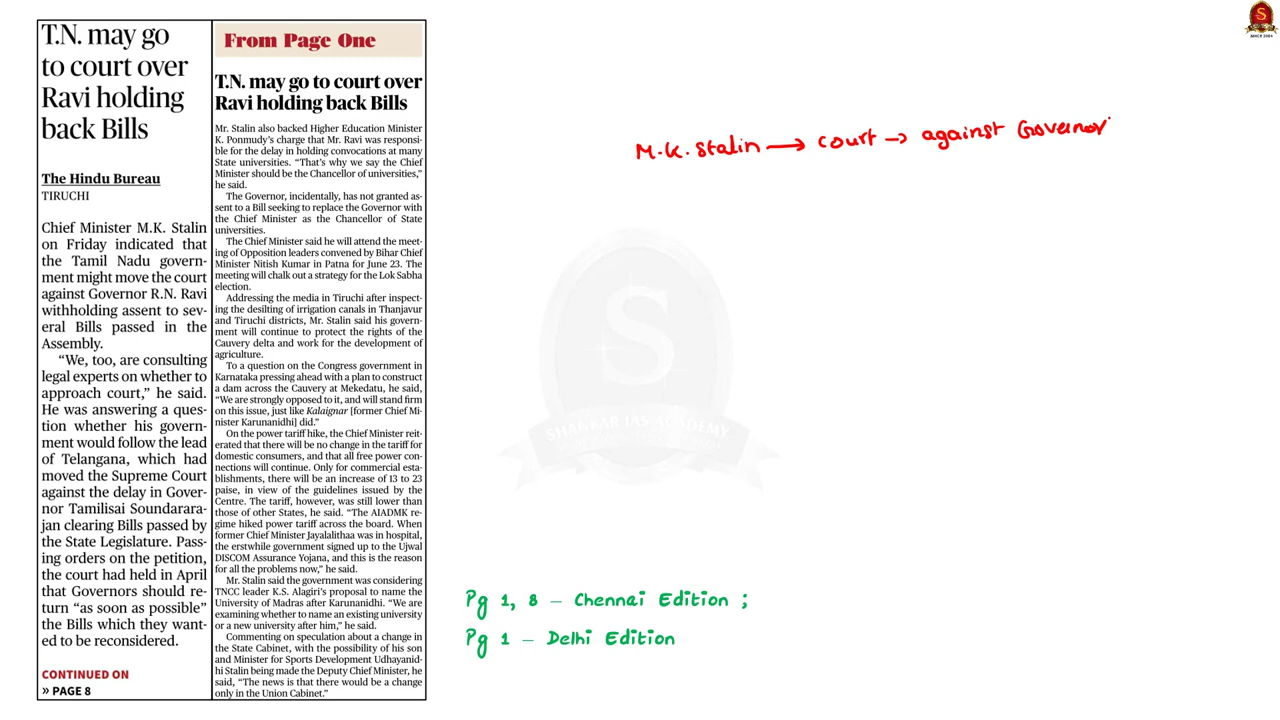 T.N. may go
to court over
Ravi holding
back Bills
The Hindu Bureau
TIRUCHI
Chief Minister M.K. Stalin
on Friday indicated that
the Tamil Nadu govern-
ment might move the court
against Governor R.N. Ravi
withholding assent to sev-
eral Bills passed in the
Assembly.
“We, too, are consulting
legal experts on whether to
approach court,” he said.
He was answering a ques-
tion whether his govern-
ment would follow the lead
of Telangana, which had
moved the Supreme Court
against the delay in Gover-
nor Tamilisai Soundarara-
jan clearing Bills passed by
the State Legislature. Pass-
ing orders on the petition,
the court had held in April
that Governors should re-
turn “as soon as possible”
the Bills which they want-
ed to be reconsidered.
CONTINUED ON
» PAGE 8
From Page One
T.N. may go to court over
Ravi holding back Bills
Mr. Stalin also backed Higher Education Minister
K. Ponmudy’s charge that Mr. Ravi was responsi-
ble for the delay in holding convocations at many
State universities. “That’s why we say the Chief
Minister should be the Chancellor of universities,”
he said.
The Governor, incidentally, has not granted as-
sent to a Bill seeking to replace the Governor with
the Chief Minister as the Chancellor of State
universities.
The Chief Minister said he will attend the meet-
ing of Opposition leaders convened by Bihar Chief
Minister Nitish Kumar in Patna for June 23. The
meeting will chalk out a strategy for the Lok Sabha
election.
Addressing the media in Tiruchi after inspect-
ing the desilting of irrigation canals in Thanjavur
and Tiruchi districts, Mr. Stalin said his govern-
ment will continue to protect the rights of the
Cauvery delta and work for the development of
agriculture.
To a question on the Congress government in
Karnataka pressing ahead with a plan to construct
a dam across the Cauvery at Mekedatu, he said,
“We are strongly opposed to it, and will stand firm
on this issue, just like Kalaignar [former Chief Mi-
nister Karunanidhi] did.”
On the power tariff hike, the Chief Minister reit-
erated that there will be no change in the tariff for
domestic consumers, and that all free power con-
nections will continue. Only for commercial esta-
blishments, there will be an increase of 13 to 23
paise, in view of the guidelines issued by the
Centre. The tariff, however, was still lower than
those of other States, he said. “The AIADMK re-
gime hiked power tariff across the board. When
former Chief Minister Jayalalithaa was in hospital,
the erstwhile government signed up to the Ujwal
DISCOM Assurance Yojana, and this is the reason
for all the problems now,” he said.
Mr. Stalin said the government was considering
TNCC leader K.S. Alagiri’s proposal to name the
University of Madras after Karunanidhi. “We are
examining whether to name an existing university
or a new university after him,” he said.
Commenting on speculation about a change in
the State Cabinet, with the possibility of his son
and Minister for Sports Development Udhayanid-
hi Stalin being made the Deputy Chief Minister, he
said, “The news is that there would be a change
only in the Union Cabinet.”
M.K. Stalin → court → against Governor
SHANKAR IAS ACADEMY
Pg 1, 8 – Chennai Edition ;
Pg 1 – Delhi Edition
SINCE 2004